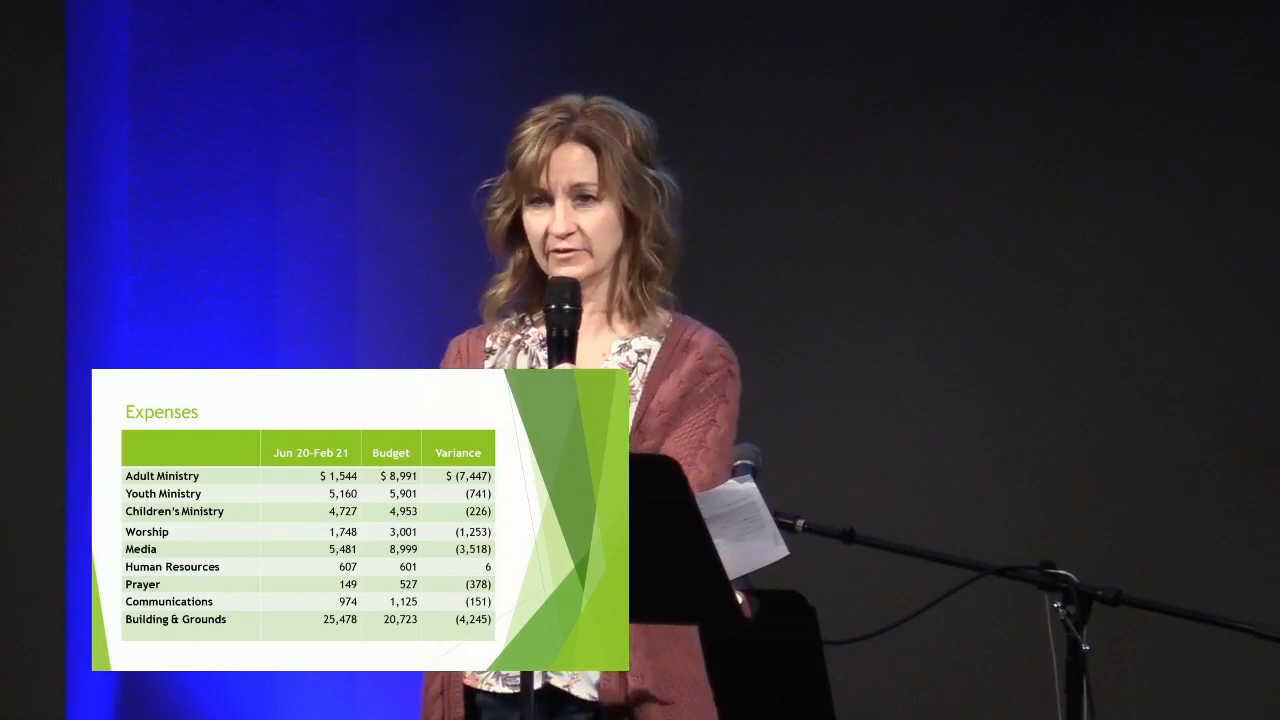 Expenses
Jun 20-Feb 21 Budget Variance
Adult Ministry $ 1,544 $ 8,991 $ (7,447)
Youth Ministry 5,160 5,901 (741)
Children's Ministry 4,727 4,953 (226)
Worship 1,748 3,001 (1,253)
Media 5,481 8,999 (3,518)
Human Resources 607 601 6
Prayer 149 527 (378)
Communications 974 1,125 (151)
Building & Grounds 25,478 20,723 (4,245)